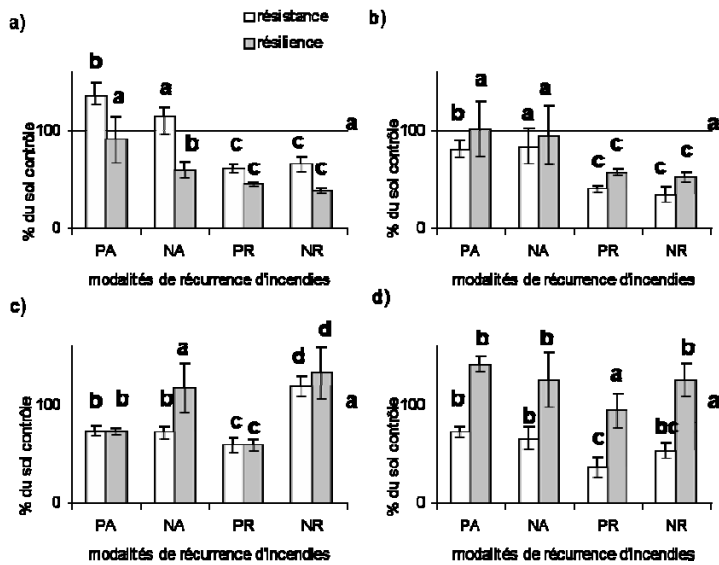 a)
résistance
résilience
b)
b
a
a
b
c
c
c
c
a
% du sol contrôle
100
0
PA NA PR NR
modalités de récurrence d'incendies
b
a
a
a
c
c
c
c
a
% du sol contrôle
100
0
PA NA PR NR
modalités de récurrence d'incendies
c)
b
b
b
a
c
c
d
d
a
% du sol contrôle
100
0
PA NA PR NR
modalités de récurrence d'incendies
d)
b
b
b
b
c
a
bc
b
a
% du sol contrôle
100
0
PA NA PR NR
modalités de récurrence d'incendies